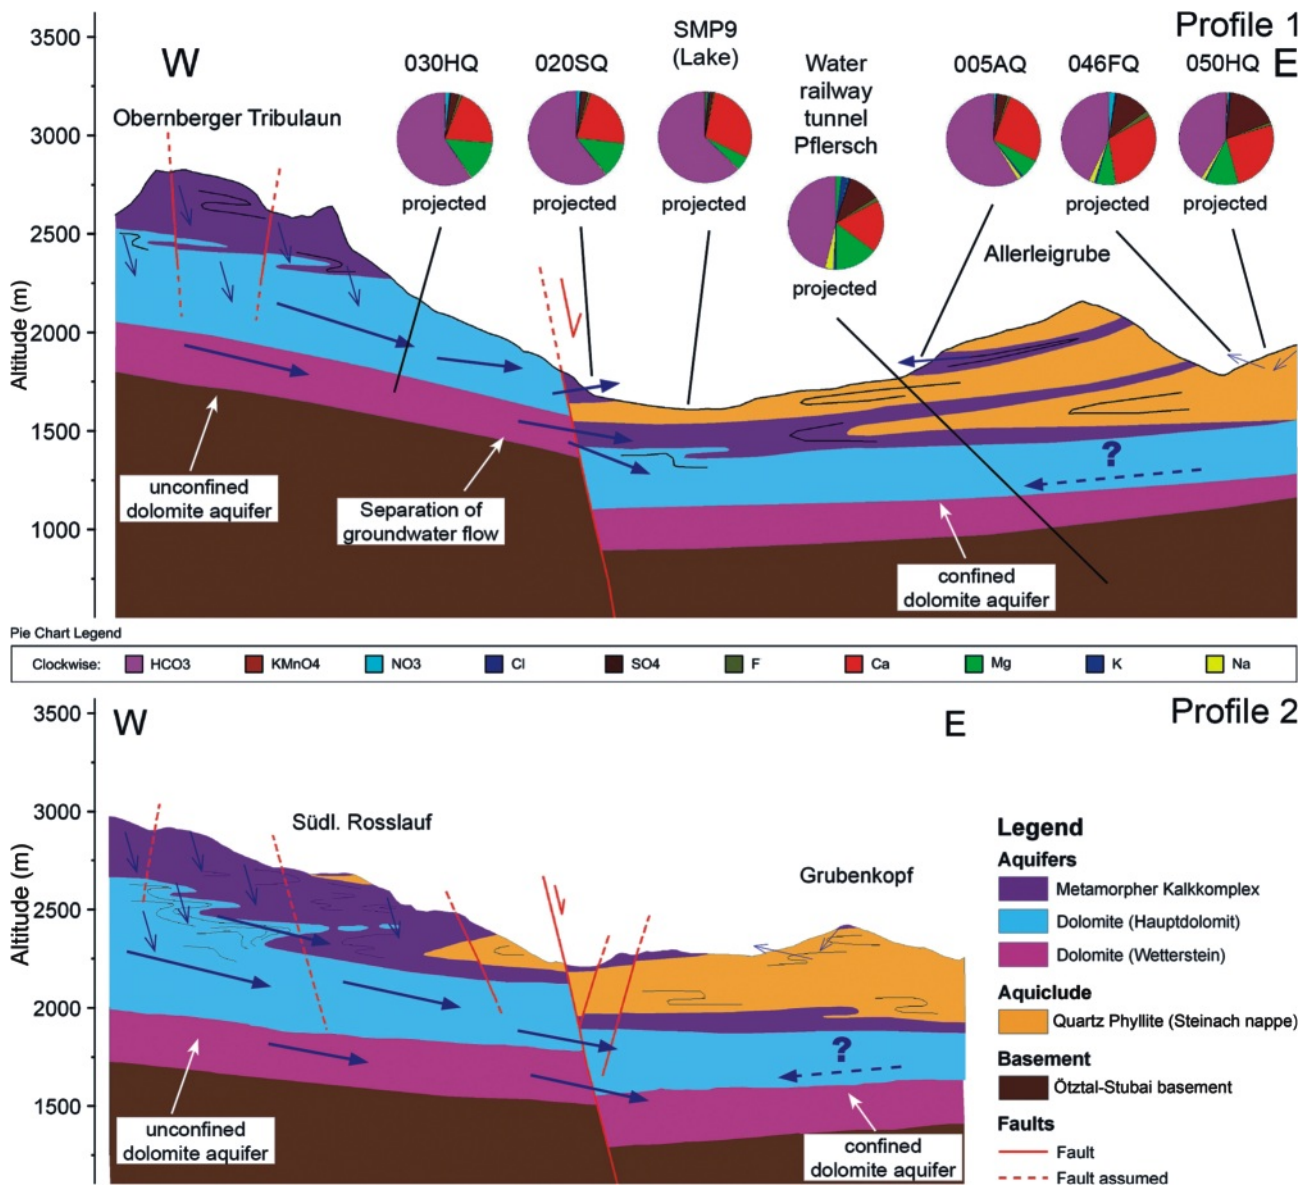 Profile 1
3500
3000
2500
2000
1500
1000
Altitude (m)
W
E
Obernberger Tribulaun
030HQ
projected
020SQ
projected
SMP9
(Lake)
projected
Water
railway
tunnel
Pflersch
projected
005AQ
046FQ
projected
050HQ
projected
Allerleigrube
unconfined
dolomite aquifer
Separation of
groundwater flow
?
confined
dolomite aquifer
Pie Chart Legend
Clockwise: HCO3 KMnO4 NO3 Cl SO4 F Ca Mg K Na
Profile 2
3500
3000
2500
2000
1500
Altitude (m)
W
E
Südl. Rosslauf
Grubenkopf
?
unconfined
dolomite aquifer
confined
dolomite aquifer
Legend
Aquifers
Metamorpher Kalkkomplex
Dolomite (Hauptdolomit)
Dolomite (Wetterstein)
Aquiclude
Quartz Phyllite (Steinach nappe)
Basement
Ötztal-Stubai basement
Faults
Fault
Fault assumed